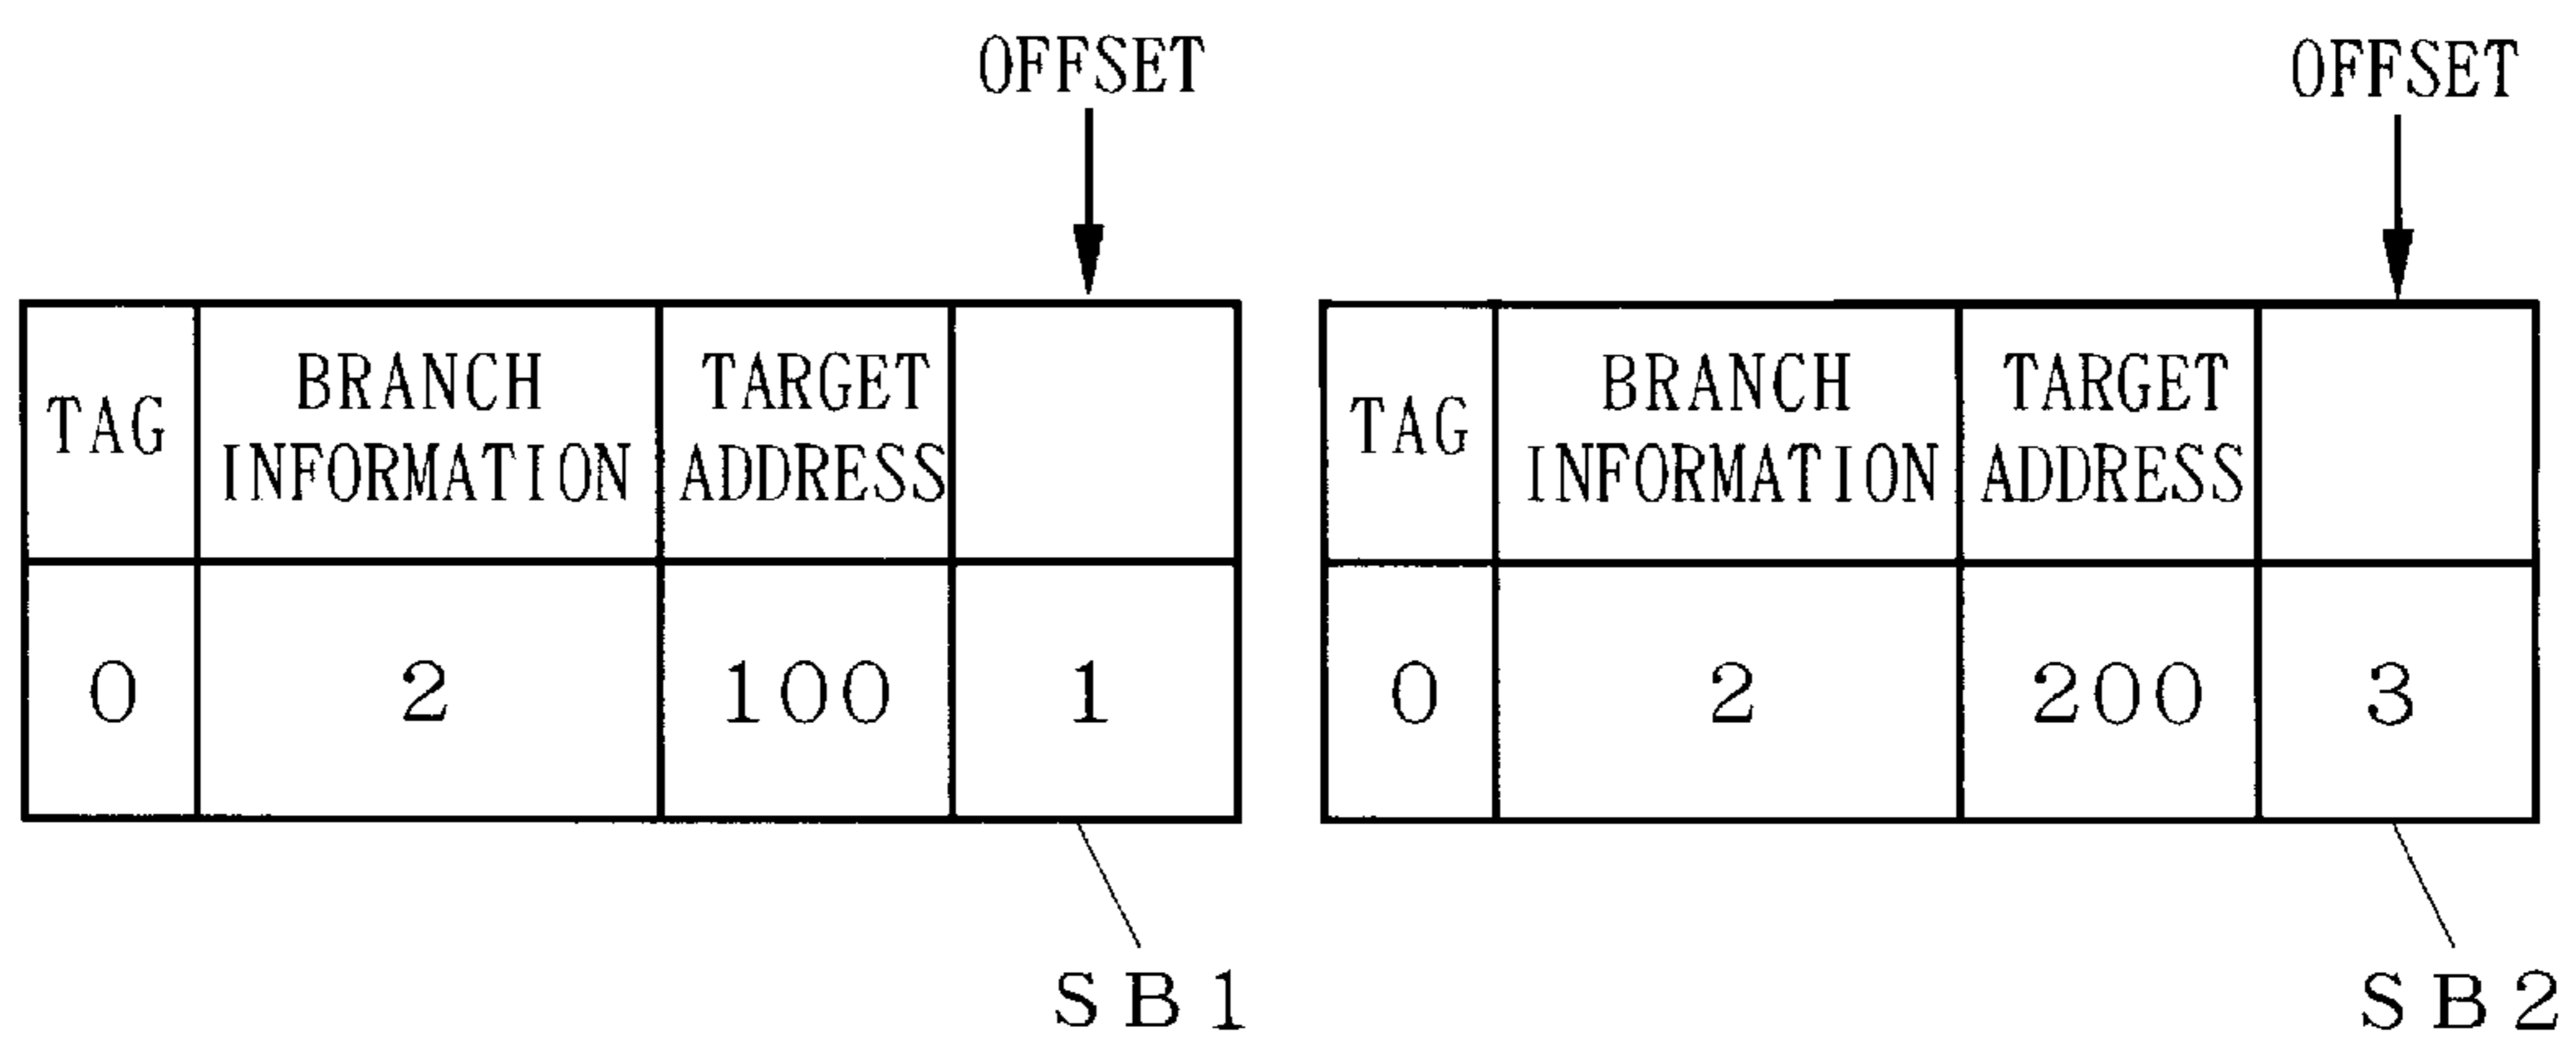 OFFSET OFFSET
TAG BRANCH INFORMATION TARGET ADDRESS TAG BRANCH INFORMATION TARGET ADDRESS
0 2 100 1 0 2 200 3
SB1 SB2